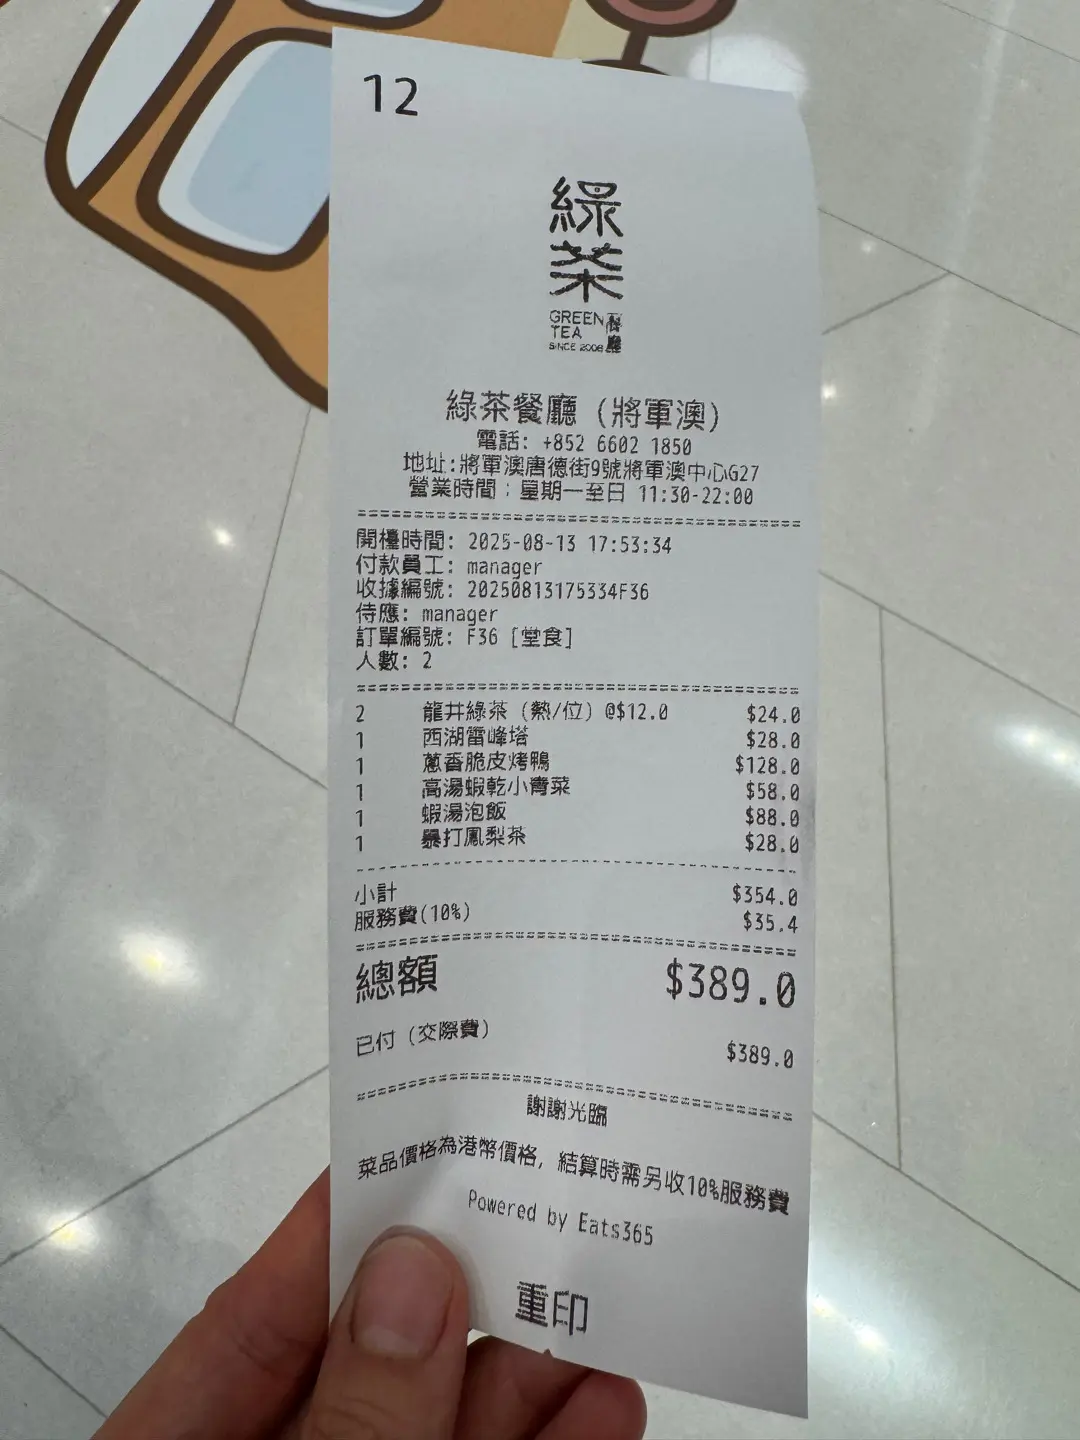 12
綠
茶
GREEN
TEA
SINCE 2008
餐廳
綠茶餐廳 (將軍澳)
電話: +852 6602 1850
地址:將軍澳唐德街9號將軍澳中心G27
營業時間：星期一至日 11:30-22:00
開檯時間: 2025-08-13 17:53:34
付款員工: manager
收據編號: 20250813175334F36
侍應: manager
訂單編號: F36 [堂食]
人數: 2
2 龍井綠茶 (熱/位) @$12.0 $24.0
1 西湖雷峰塔 $28.0
1 蔥香脆皮烤鴨 $128.0
1 高湯蝦乾小青菜 $58.0
1 蝦湯泡飯 $88.0
1 暴打鳳梨茶 $28.0
小計 $354.0
服務費(10%) $35.4
總額 $389.0
已付 (交際費) $389.0
謝謝光臨
菜品價格為港幣價格, 結算時需另收10%服務費
Powered by Eats365
重印